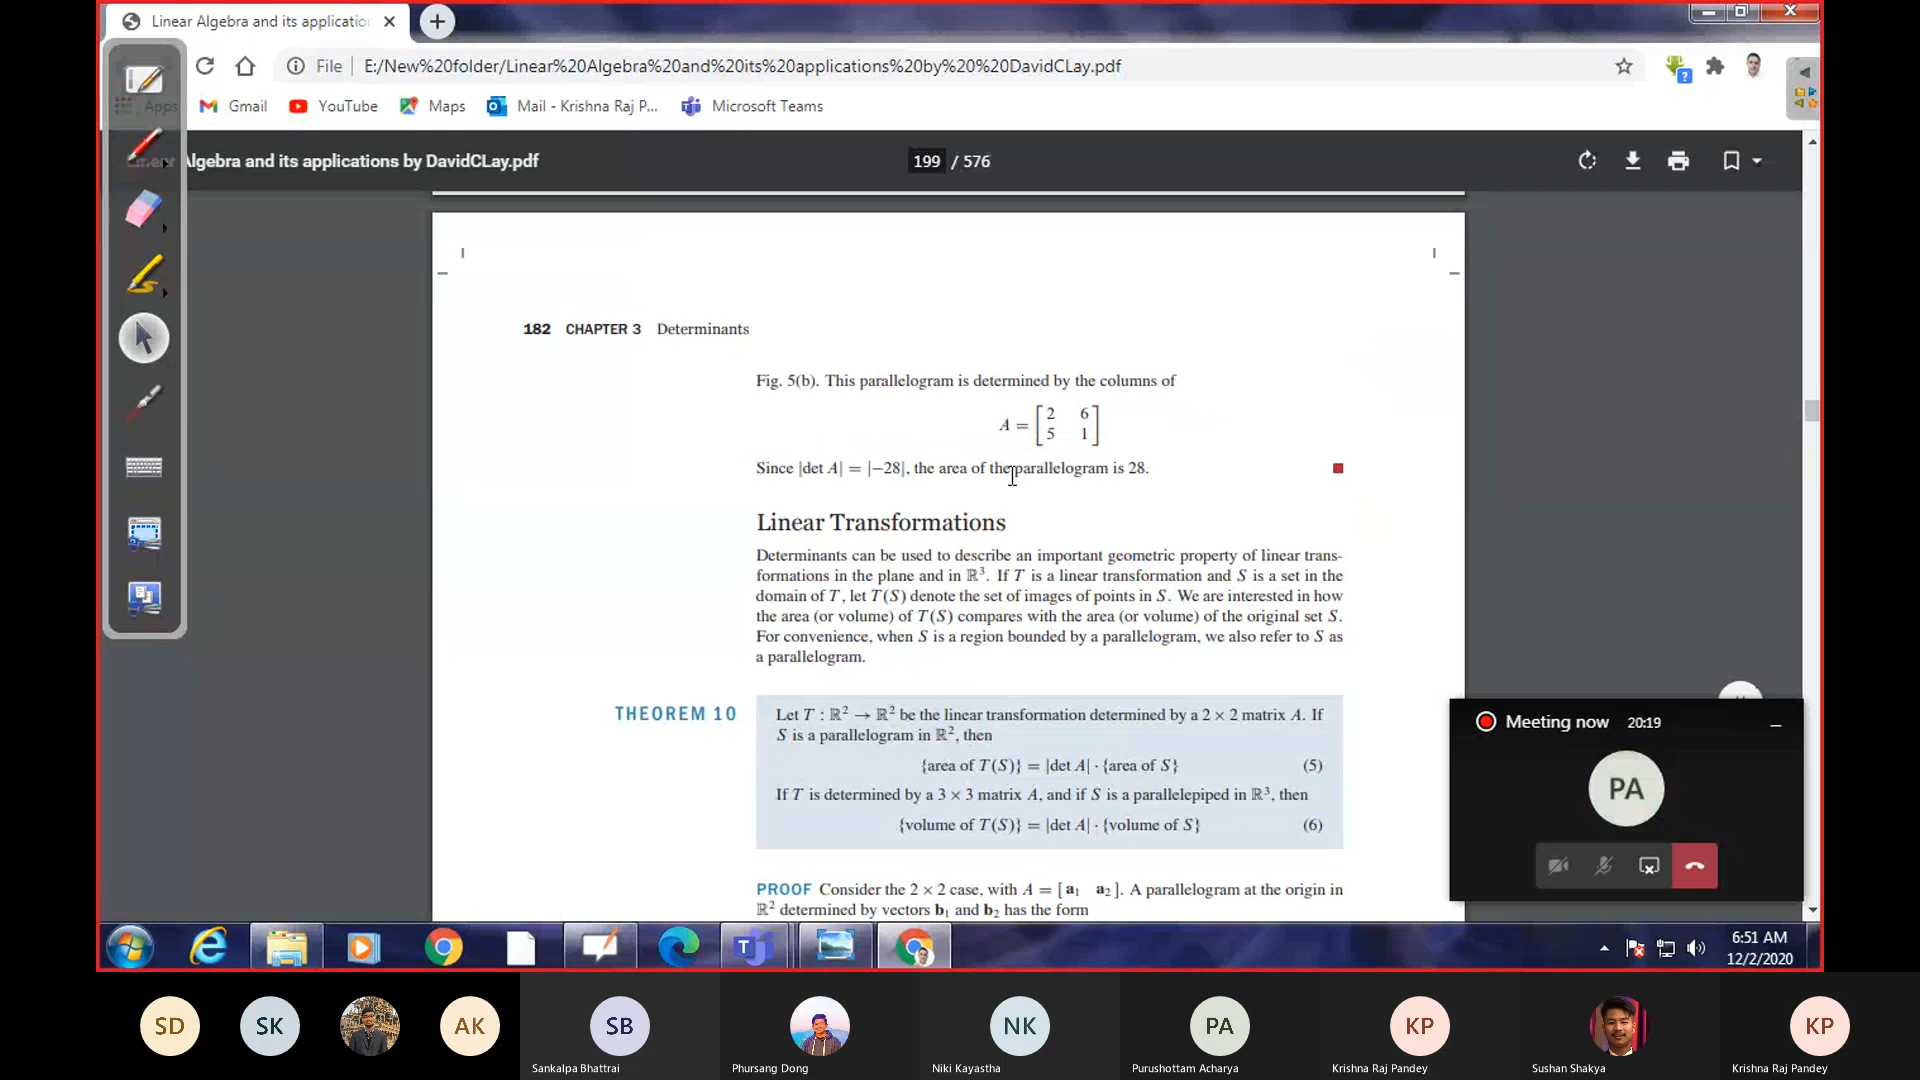 Linear Algebra and its applicatio
File E:/New%20folder/Linear%20Algebra%20and%20its%20applications%20by%20%20DavidCLay.pdf
Apps Gmail YouTube Maps Mail - Krishna Raj P... Microsoft Teams
Linear Algebra and its applications by DavidCLay.pdf 199 / 576
182 CHAPTER 3 Determinants
Fig. 5(b). This parallelogram is determined by the columns of
A = [2 6
5 1]
Since |det A| = |−28|, the area of the parallelogram is 28.
Linear Transformations
Determinants can be used to describe an important geometric property of linear trans-
formations in the plane and in ℝ³. If T is a linear transformation and S is a set in the
domain of T, let T(S) denote the set of images of points in S. We are interested in how
the area (or volume) of T(S) compares with the area (or volume) of the original set S.
For convenience, when S is a region bounded by a parallelogram, we also refer to S as
a parallelogram.
THEOREM 10 Let T : ℝ² → ℝ² be the linear transformation determined by a 2 × 2 matrix A. If
S is a parallelogram in ℝ², then
{area of T(S)} = |det A| · {area of S} (5)
If T is determined by a 3 × 3 matrix A, and if S is a parallelepiped in ℝ³, then
{volume of T(S)} = |det A| · {volume of S} (6)
PROOF Consider the 2 × 2 case, with A = [a₁ a₂]. A parallelogram at the origin in
ℝ² determined by vectors b₁ and b₂ has the form
Meeting now 20:19
PA
6:51 AM
12/2/2020
SD SK AK SB NK PA KP KP
Sankalpa Bhattrai Phursang Dong Niki Kayastha Purushottam Acharya Krishna Raj Pandey Sushan Shakya Krishna Raj Pandey